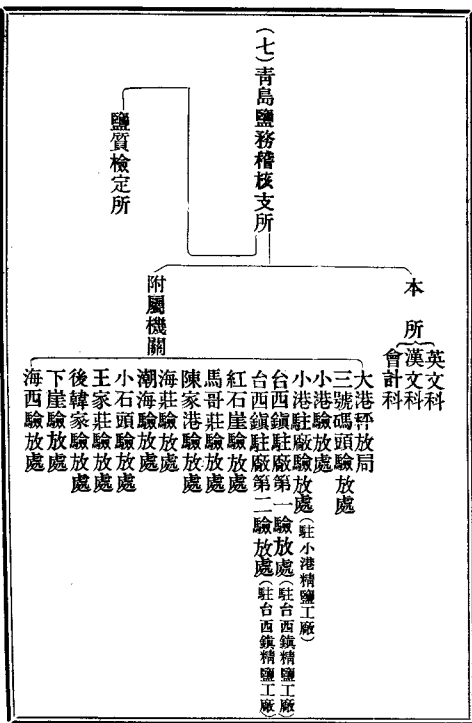 (七)青島鹽務稽核支所
本所
英文科
漢文科
會計科
附屬機關
大港秤放局
三號碼頭驗放處
小港驗放處
小港駐廠驗放處(駐小港精鹽工廠)
台西鎮駐廠第一驗放處(駐台西鎮精鹽工廠)
台西鎮駐廠第二驗放處(駐台西鎮精鹽工廠)
紅石崖驗放處
馬哥莊驗放處
陳家港驗放處
海莊驗放處
潮海驗放處
小石頭驗放處
王家莊驗放處
後韓家驗放處
下崖驗放處
海西驗放處
鹽質檢定所